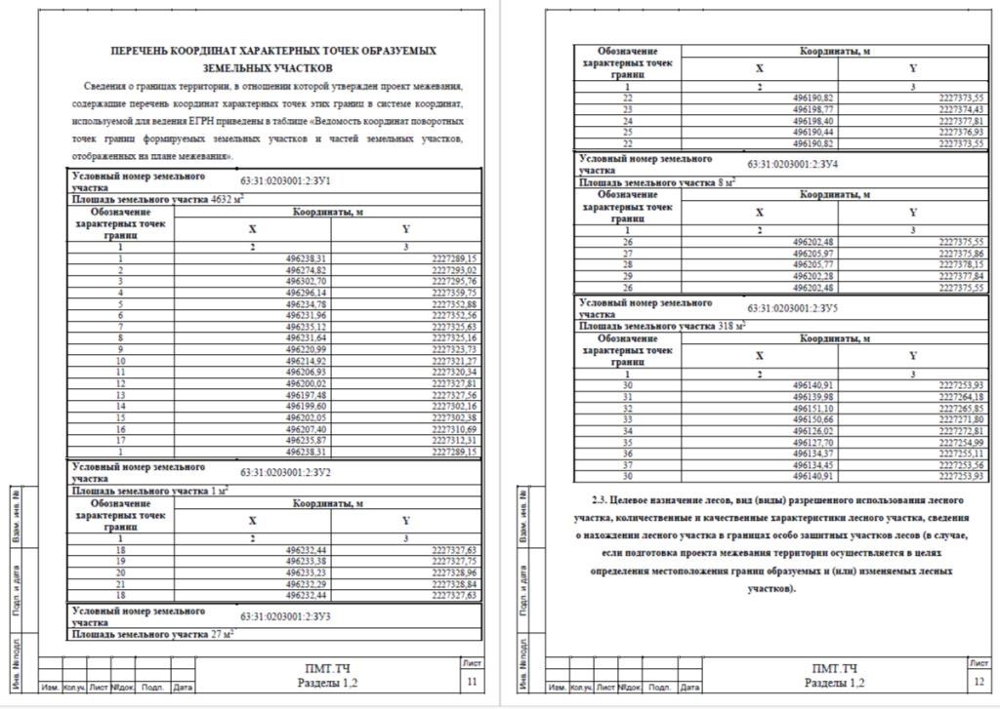 ПЕРЕЧЕНЬ КООРДИНАТ ХАРАКТЕРНЫХ ТОЧЕК ОБРАЗУЕМЫХ
ЗЕМЕЛЬНЫХ УЧАСТКОВ
Сведения о границах территории, в отношении которой утвержден проект межевания,
содержащие перечень координат характерных точек этих границ в системе координат,
используемой для ведения ЕГРН приведены в таблице «Ведомость координат поворотных
точек границ формируемых земельных участков и частей земельных участков,
отображенных на плане межевания».
Условный номер земельного
участка
63:31:0203001:2:ЗУ1
Площадь земельного участка 4632 м²
Обозначение
характерных точек
границ
Координаты, м
X Y
1 2 3
1 496238,31 2227289,15
2 496274,82 2227293,02
3 496302,70 2227295,76
4 496296,14 2227359,75
5 496234,78 2227352,88
6 496231,96 2227352,56
7 496235,12 2227325,63
8 496231,64 2227325,16
9 496220,99 2227323,73
10 496214,92 2227321,27
11 496206,93 2227320,34
12 496200,02 2227327,81
13 496197,48 2227327,56
14 496199,60 2227302,16
15 496202,05 2227302,38
16 496207,40 2227310,69
17 496235,87 2227312,31
1 496238,31 2227289,15
Условный номер земельного
участка
63:31:0203001:2:ЗУ2
Площадь земельного участка 1 м²
Обозначение
характерных точек
границ
Координаты, м
X Y
1 2 3
18 496232,44 2227327,63
19 496233,38 2227327,75
20 496233,23 2227328,96
21 496232,29 2227328,84
18 496232,44 2227327,63
Условный номер земельного
участка
63:31:0203001:2:ЗУ3
Площадь земельного участка 27 м²
Взам. инв. №
Подп. и дата
Инв. №подл.
Изм. Кол.уч. Лист №док. Подп. Дата
ПМТ.ТЧ
Разделы 1,2
Лист
11
Обозначение
характерных точек
границ
Координаты, м
X Y
1 2 3
22 496190,82 2227373,55
23 496198,77 2227374,43
24 496198,40 2227377,81
25 496190,44 2227376,93
22 496190,82 2227373,55
Условный номер земельного
участка
63:31:0203001:2:ЗУ4
Площадь земельного участка 8 м²
Обозначение
характерных точек
границ
Координаты, м
X Y
1 2 3
26 496202,48 2227375,55
27 496205,97 2227375,86
28 496205,77 2227378,15
29 496202,28 2227377,84
26 496202,48 2227375,55
Условный номер земельного
участка
63:31:0203001:2:ЗУ5
Площадь земельного участка 318 м²
Обозначение
характерных точек
границ
Координаты, м
X Y
1 2 3
30 496140,91 2227253,93
31 496139,98 2227264,18
32 496151,10 2227265,85
33 496150,66 2227271,80
34 496126,02 2227272,81
35 496127,70 2227254,99
36 496134,37 2227255,11
37 496134,45 2227253,56
30 496140,91 2227253,93
2.3. Целевое назначение лесов, вид (виды) разрешенного использования лесного
участка, количественные и качественные характеристики лесного участка, сведения
о нахождении лесного участка в границах особо защитных участков лесов (в случае,
если подготовка проекта межевания территории осуществляется в целях
определения местоположения границ образуемых и (или) изменяемых лесных
участков).
Взам. инв. №
Подп. и дата
Инв. №подл.
Изм. Кол.уч. Лист №док. Подп. Дата
ПМТ.ТЧ
Разделы 1,2
Лист
12